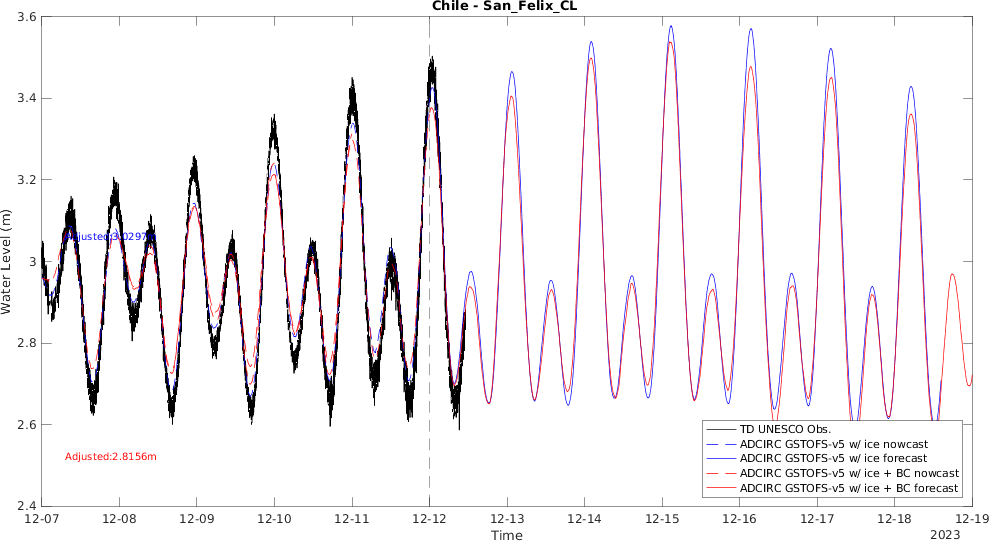 Chile - San_Felix_CL
3.6
3.4
3.2
3
2.8
2.6
2.4
Water Level (m)
Adjusted:3.0297m
Adjusted:2.8156m
TD UNESCO Obs.
ADCIRC GSTOFS-v5 w/ ice nowcast
ADCIRC GSTOFS-v5 w/ ice forecast
ADCIRC GSTOFS-v5 w/ ice + BC nowcast
ADCIRC GSTOFS-v5 w/ ice + BC forecast
12-07 12-08 12-09 12-10 12-11 12-12 12-13 12-14 12-15 12-16 12-17 12-18 12-19
Time
2023